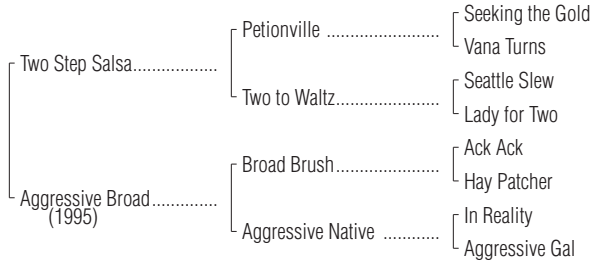 Seeking the Gold
Petionville ........................
Vana Turns
Two Step Salsa..................
Seattle Slew
Two to Waltz......................
Lady for Two
Ack Ack
Broad Brush......................
Hay Patcher
Aggressive Broad..............
(1995)
In Reality
Aggressive Native ............
Aggressive Gal